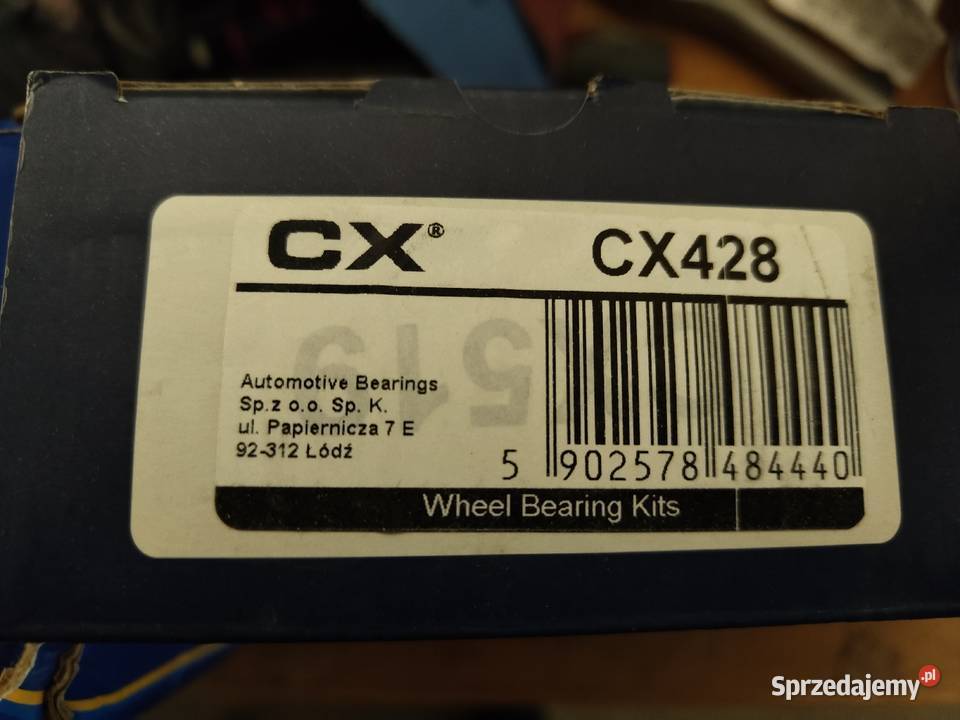 CX®
CX428
Automotive Bearings
Sp.z o.o. Sp. K.
ul. Papiernicza 7 E
92-312 Łódź
5 902578 484440
Wheel Bearing Kits
Sprzedajemy.pl